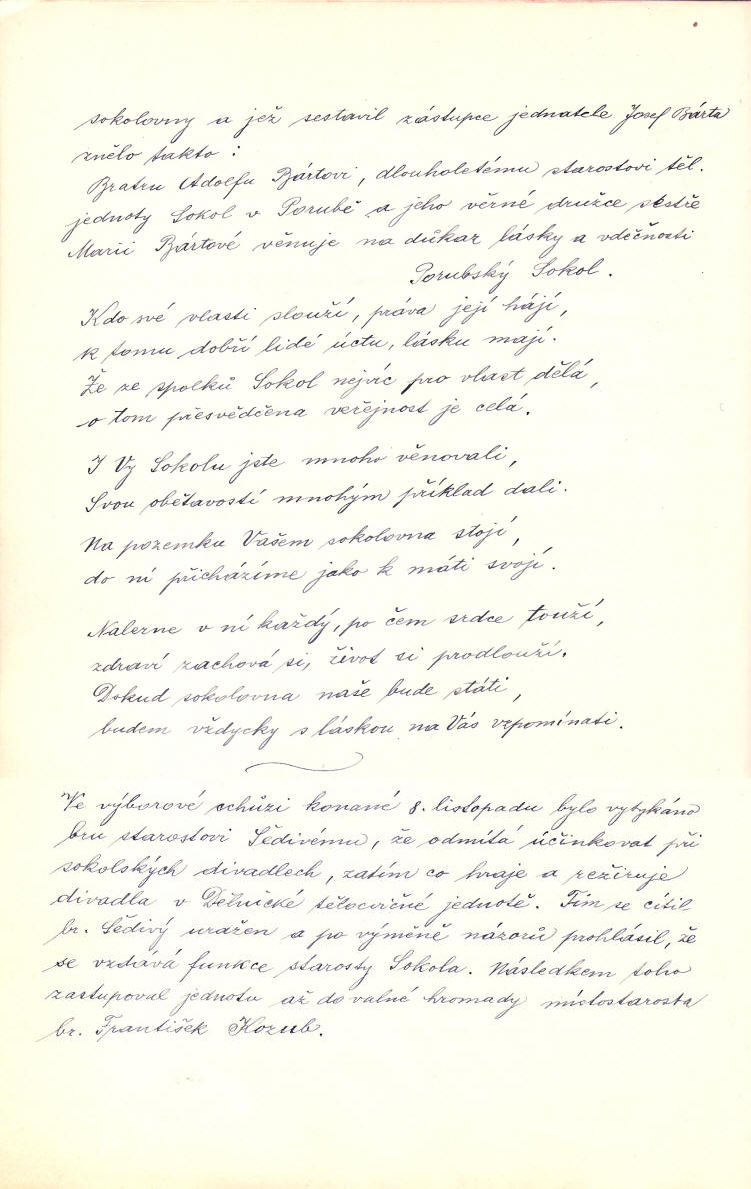 sokolovny a jež sestavil zástupce jednatele Josef Bárta
znělo takto :
Bratru Adolfu Bártovi, dlouholetému starostovi těl.
jednoty Sokol v Porubě a jeho věrné družce sestře
Marii Bártové věnuje na důkaz lásky a vděčnosti
Porubský Sokol.
Kdo své vlasti slouží, práva její hájí,
k tomu dobří lidé úctu, lásku mají.
Že ze spolků Sokol nejvíc pro vlast dělá,
o tom přesvědčena veřejnost je celá.
I Vy Sokolu jste mnoho věnovali,
Svou obětavostí mnohým příklad dali.
Na pozemku Vašem sokolovna stojí,
do ní přicházíme jako k máti svojí.
Nalezne v ní každý, po čem srdce touží,
zdraví zachová si, život si prodlouží.
Dokud sokolovna naše bude státi,
budem vždycky s láskou na Vás vzpomínati.
Ve výborové schůzi konané 8. listopadu bylo vytykáno
bru starostovi Šedivému, že odmítá účinkovat při
sokolských divadlech, zatím co hraje a režíruje
divadla v Dělnické tělocvičné jednotě. Tím se cítil
br. Šedivý uražen a po výměně názorů prohlásil, že
se vzdává funkce starosty Sokola. Následkem toho
zastupoval jednotu až do valné hromady místostarosta
br. František Kozub.